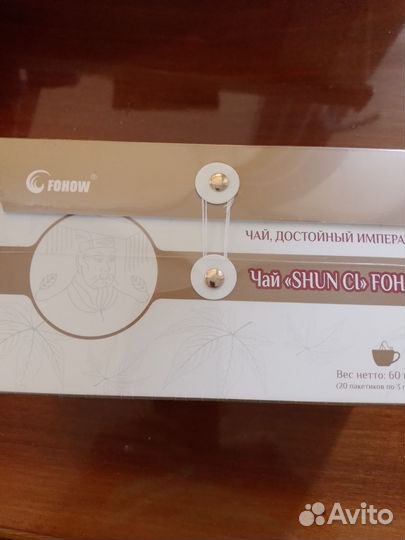 FOHOW®
ЧАЙ, ДОСТОЙНЫЙ ИМПЕРА
Чай «SHUN CI» FOH
Вес нетто: 60
(20 пакетиков по 3 г
Avito